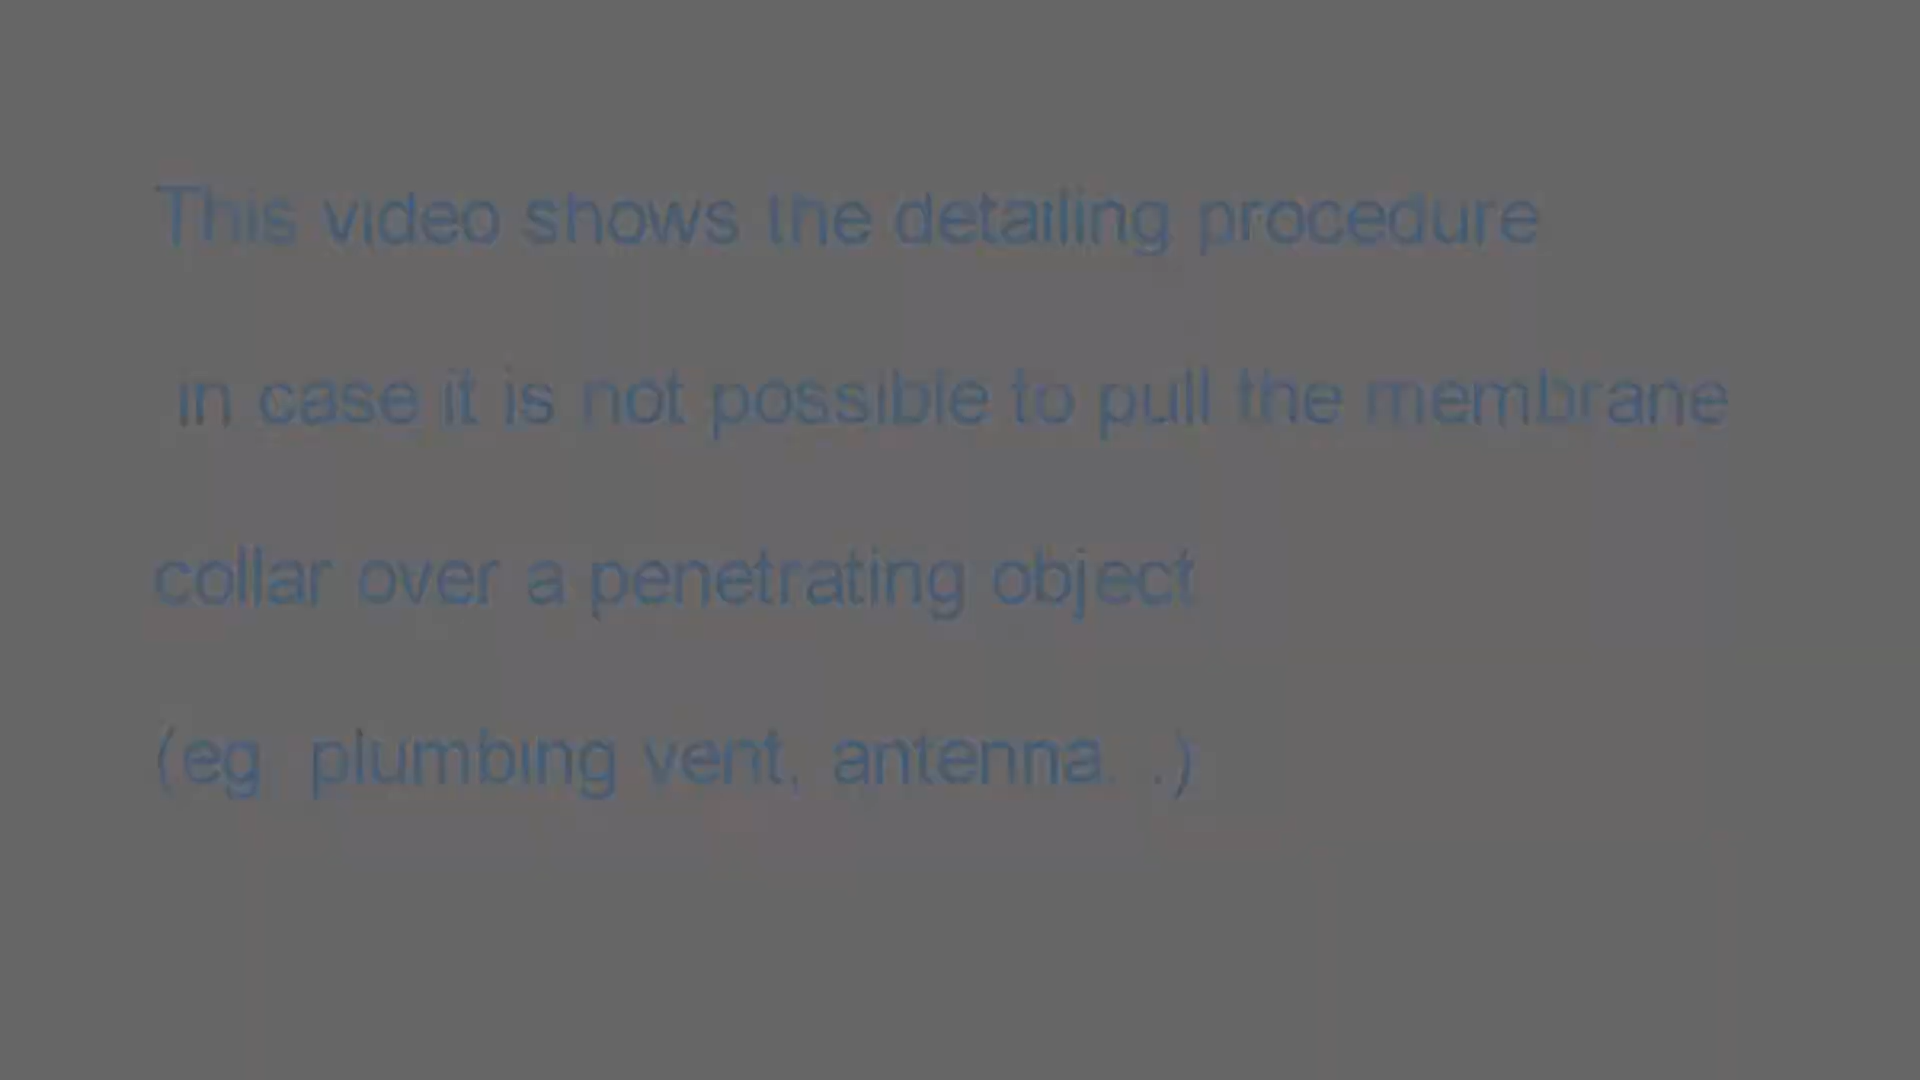 This video shows the detailing procedure
in case it is not possible to pull the membrane
collar over a penetrating object
(eg. plumbing vent, antenna...)